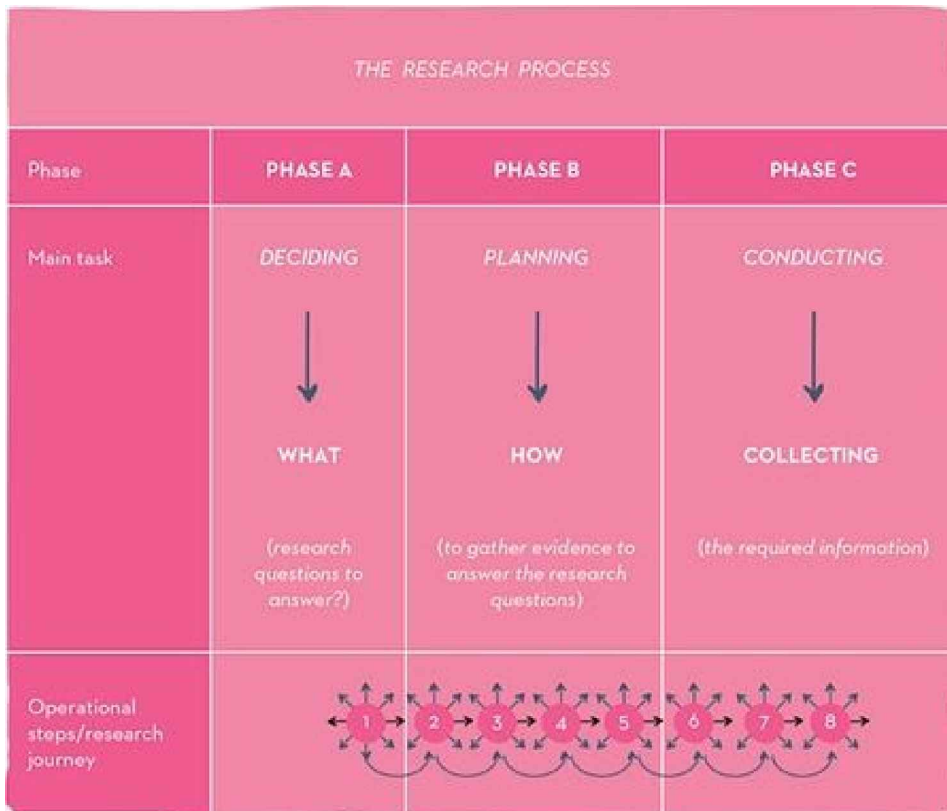 THE RESEARCH PROCESS
Phase
PHASE A
PHASE B
PHASE C
Main task
DECIDING
PLANNING
CONDUCTING
WHAT
HOW
COLLECTING
(research
questions to
answer?)
(to gather evidence to
answer the research
questions)
(the required information)
Operational
steps/research
journey
1 2 3 4 5 6 7 8